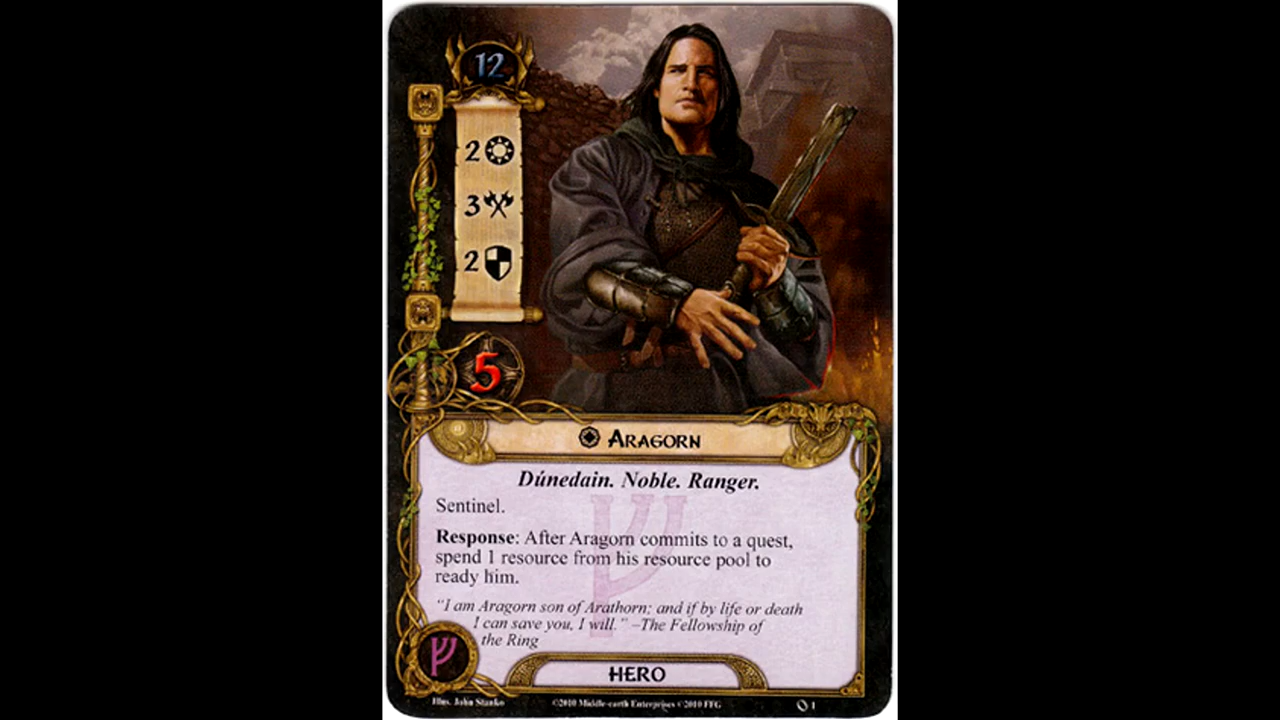 12
2
3
2
5
ARAGORN
Dúnedain. Noble. Ranger.
Sentinel.
Response: After Aragorn commits to a quest,
spend 1 resource from his resource pool to
ready him.
"I am Aragorn son of Arathorn; and if by life or death
I can save you, I will." –The Fellowship of
the Ring
HERO
Illus. John Stanko
©2010 Middle-earth Enterprises ©2010 FFG
1